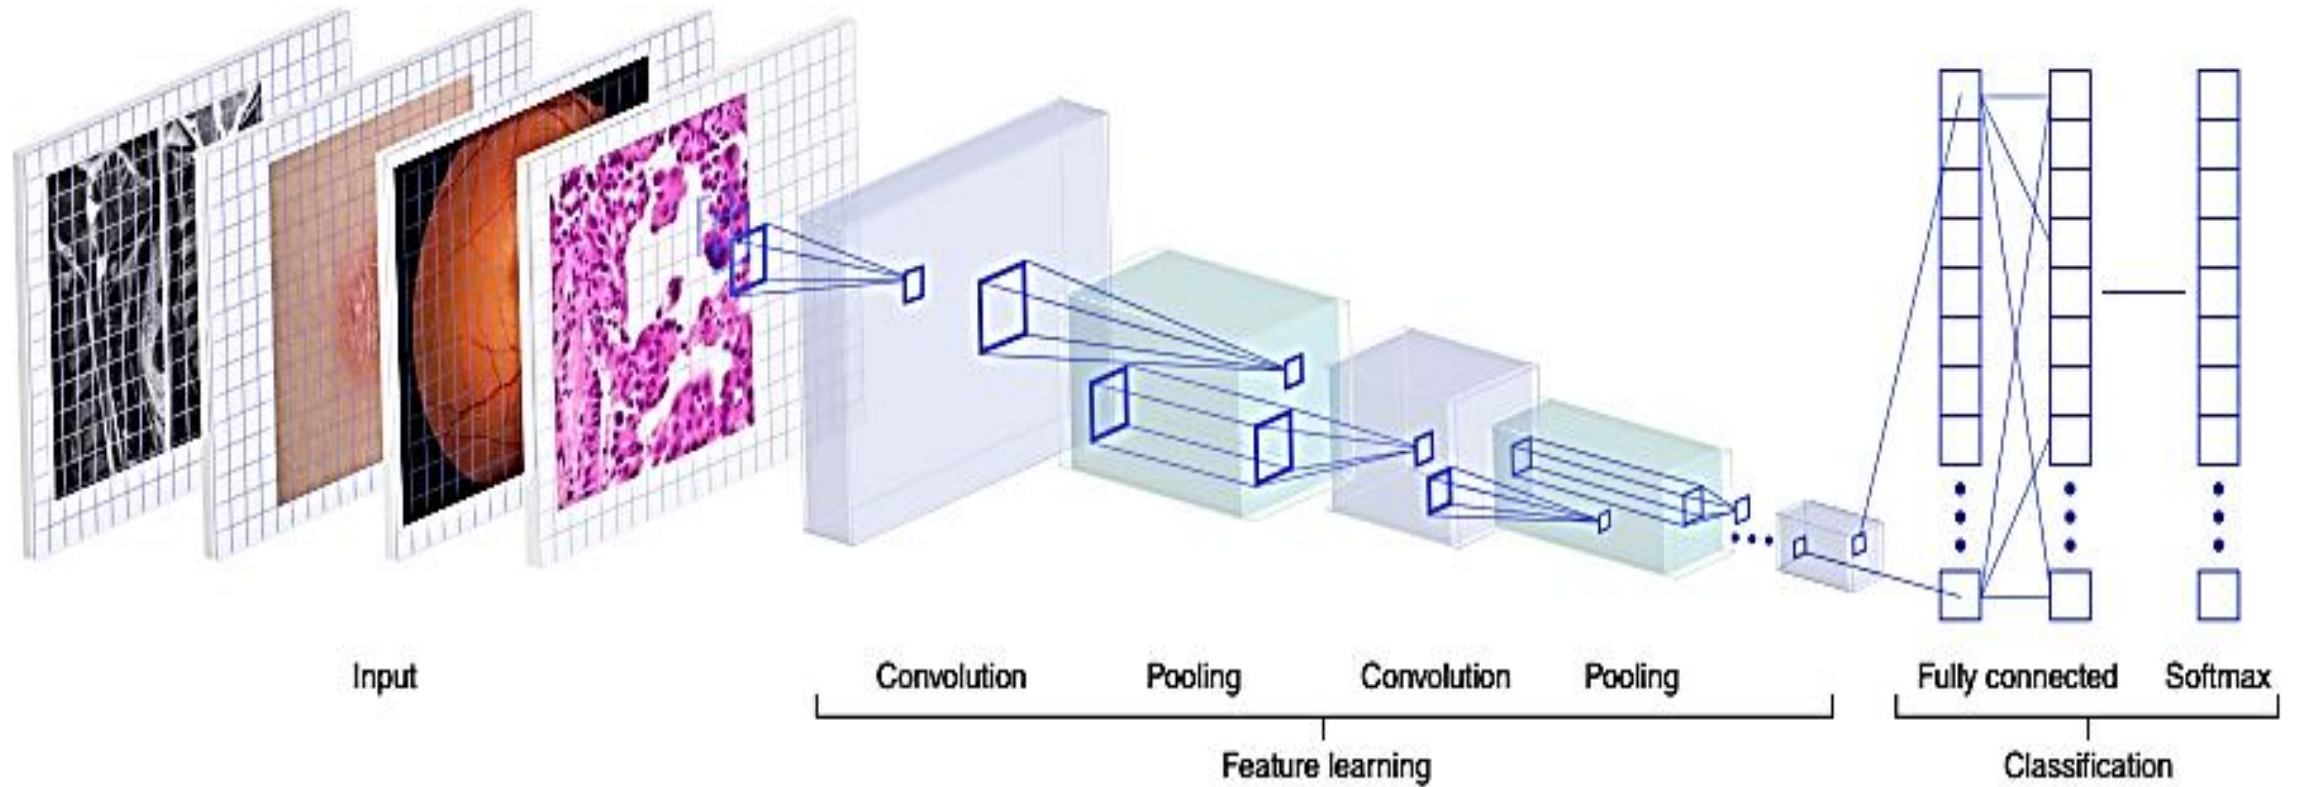 Input
Convolution
Pooling
Convolution
Pooling
Fully connected
Softmax
Feature learning
Classification